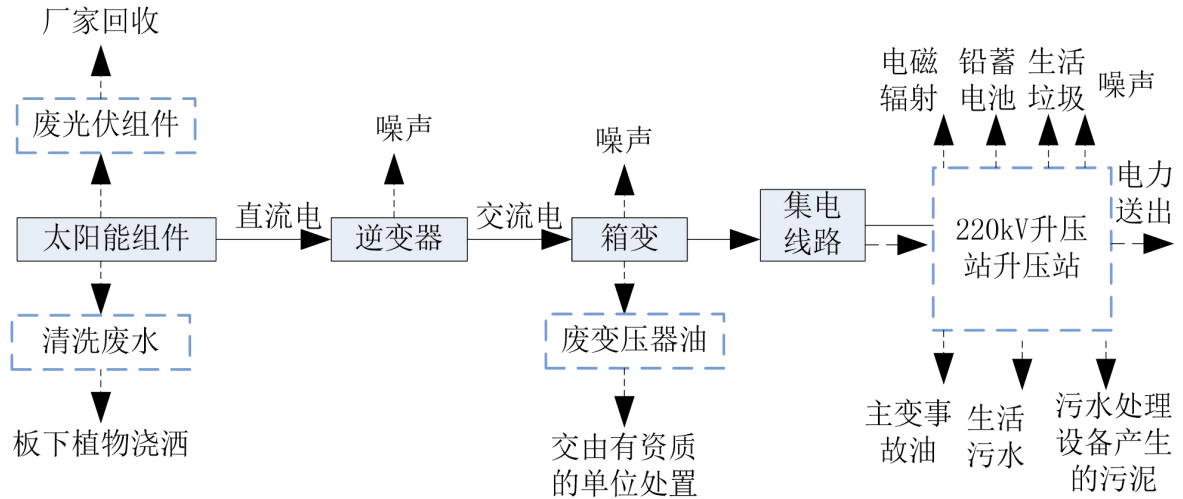 厂家回收
废光伏组件
太阳能组件
清洗废水
板下植物浇洒
直流电
噪声
逆变器
交流电
噪声
箱变
废变压器油
交由有资质
的单位处置
集电
线路
电磁
辐射
铅蓄
电池
生活
垃圾
噪声
220kV升压
站升压站
电力
送出
主变事
故油
生活
污水
污水处理
设备产生
的污泥